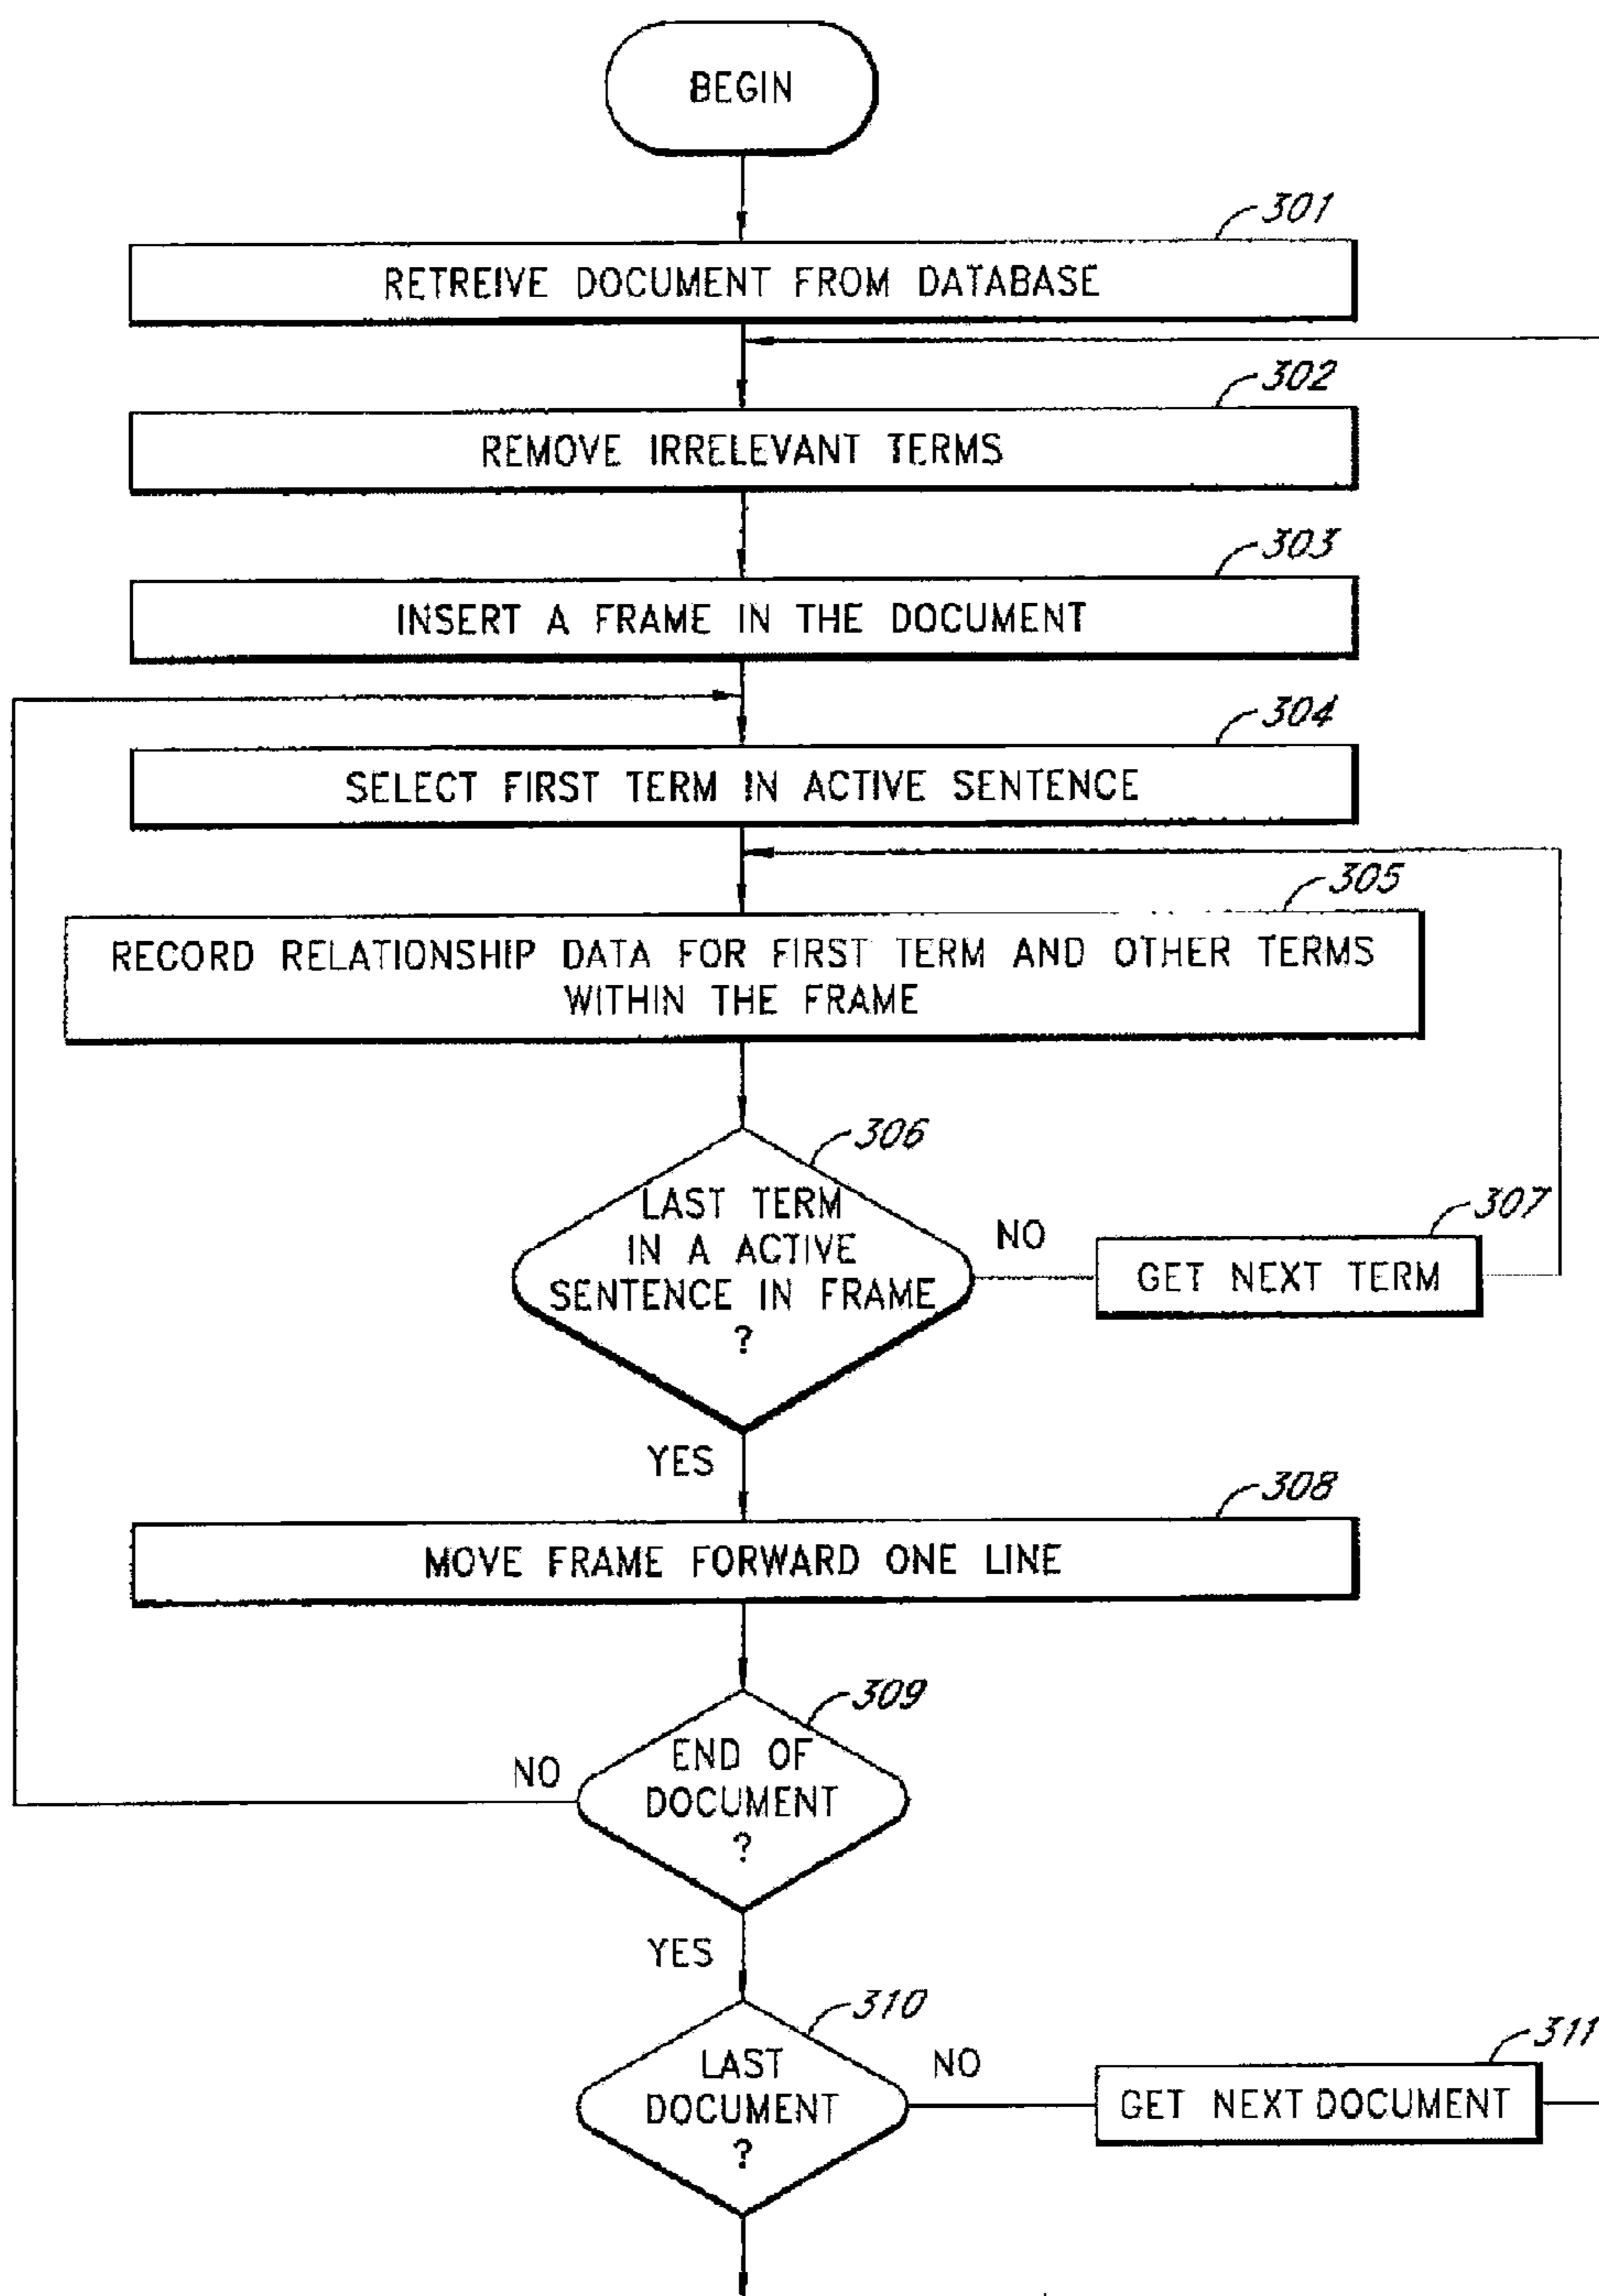 BEGIN
301
RETREIVE DOCUMENT FROM DATABASE
302
REMOVE IRRELEVANT TERMS
303
INSERT A FRAME IN THE DOCUMENT
304
SELECT FIRST TERM IN ACTIVE SENTENCE
305
RECORD RELATIONSHIP DATA FOR FIRST TERM AND OTHER TERMS
WITHIN THE FRAME
306
LAST TERM
IN A ACTIVE
SENTENCE IN FRAME
?
NO
307
GET NEXT TERM
YES
308
MOVE FRAME FORWARD ONE LINE
309
END OF
DOCUMENT
?
NO
YES
310
LAST
DOCUMENT
?
NO
311
GET NEXT DOCUMENT